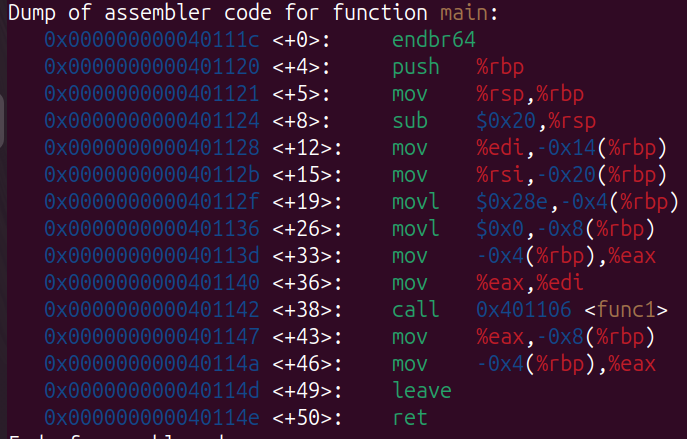 Dump of assembler code for function main:
0x000000000040111c <+0>: endbr64
0x0000000000401120 <+4>: push %rbp
0x0000000000401121 <+5>: mov %rsp,%rbp
0x0000000000401124 <+8>: sub $0x20,%rsp
0x0000000000401128 <+12>: mov %edi,-0x14(%rbp)
0x000000000040112b <+15>: mov %rsi,-0x20(%rbp)
0x000000000040112f <+19>: movl $0x28e,-0x4(%rbp)
0x0000000000401136 <+26>: movl $0x0,-0x8(%rbp)
0x000000000040113d <+33>: mov -0x4(%rbp),%eax
0x0000000000401140 <+36>: mov %eax,%edi
0x0000000000401142 <+38>: call 0x401106 <func1>
0x0000000000401147 <+43>: mov %eax,-0x8(%rbp)
0x000000000040114a <+46>: mov -0x4(%rbp),%eax
0x000000000040114d <+49>: leave
0x000000000040114e <+50>: ret